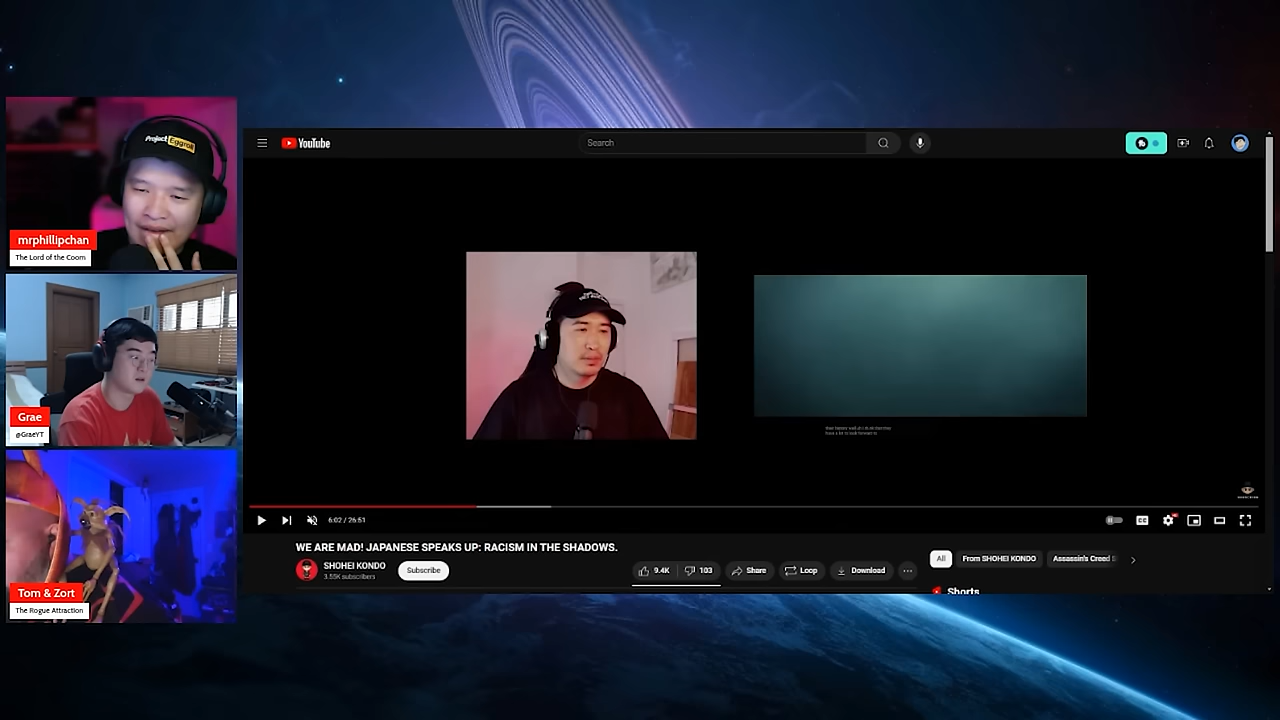 Project Eggroll
mrphillipchan
The Lord of the Coom
Grae
@GraeYT
Tom & Zort
The Rogue Attraction
YouTube
Search
6:02 / 26:51
WE ARE MAD! JAPANESE SPEAKS UP: RACISM IN THE SHADOWS.
SHOHEI KONDO
3.55K subscribers
Subscribe
9.4K
103
Share
Loop
Download
All
From SHOHEI KONDO
Assassin's Creed
Shorts